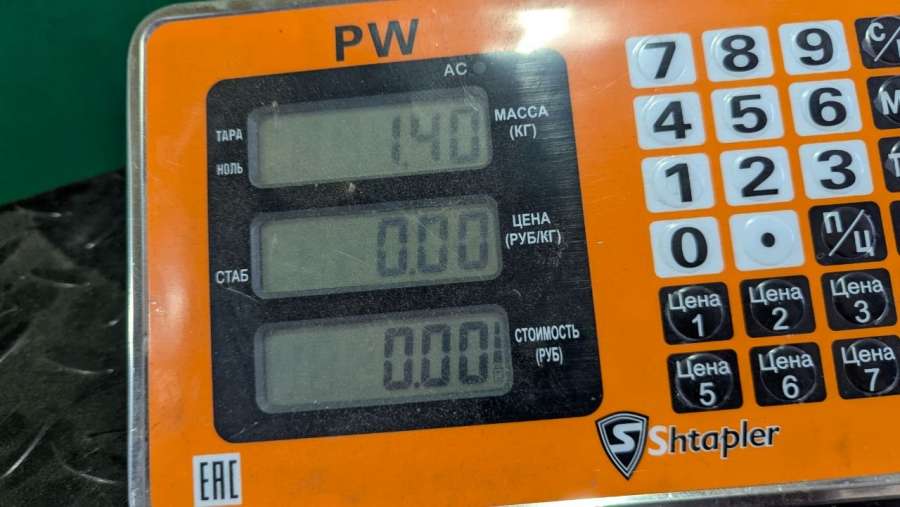 PW
AC
ТАРА
НОЛЬ
1.40
МАССА
(КГ)
СТАБ
0.00
ЦЕНА
(РУБ/КГ)
0.00
СТОИМОСТЬ
(РУБ)
7 8 9 С/
4 5 6 М
1 2 3
0 • П/Ц
Цена 1 Цена 2 Цена 3
Цена 5 Цена 6 Цена 7
S Shtapler
EAC